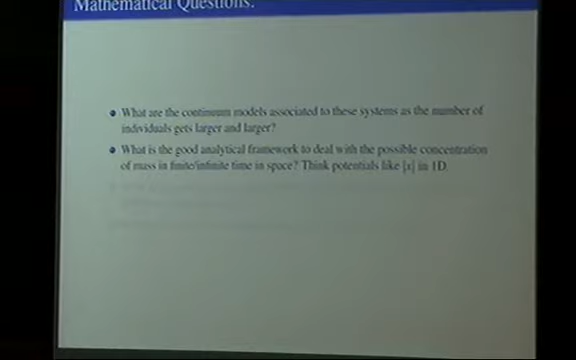 Mathematical Questions.
What are the continuum models associated to these systems as the number of
individuals gets larger and larger?
What is the good analytical framework to deal with the possible concentration
of mass in finite/infinite time in space? Think potentials like |x| in 1D.